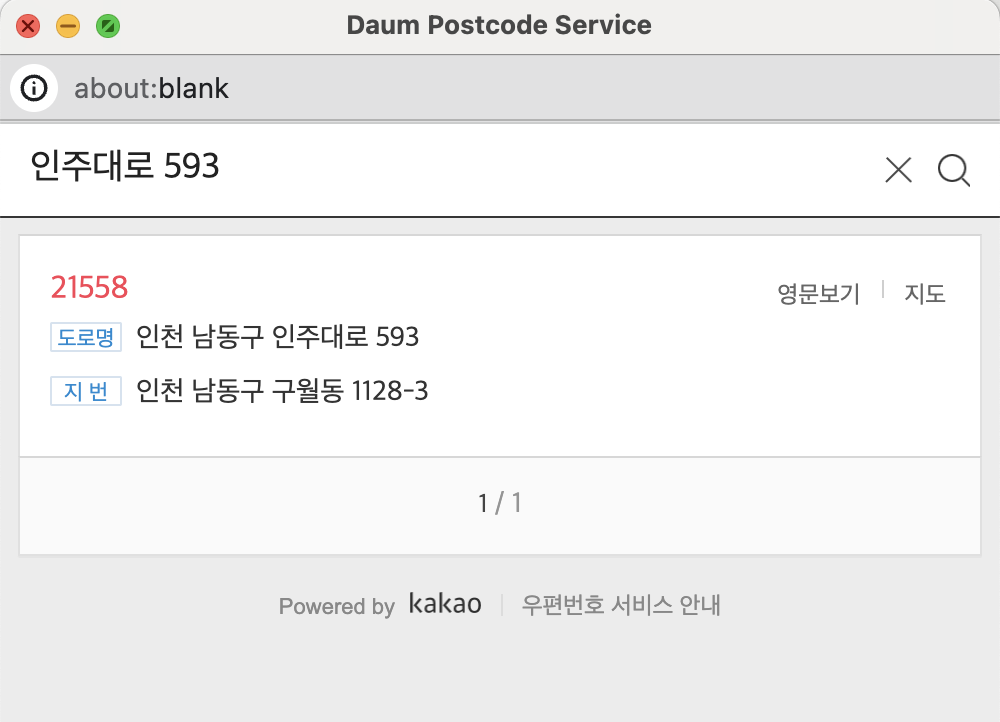 Daum Postcode Service
about:blank
인주대로 593
21558
영문보기 | 지도
도로명 인천 남동구 인주대로 593
지 번 인천 남동구 구월동 1128-3
1 / 1
Powered by kakao | 우편번호 서비스 안내